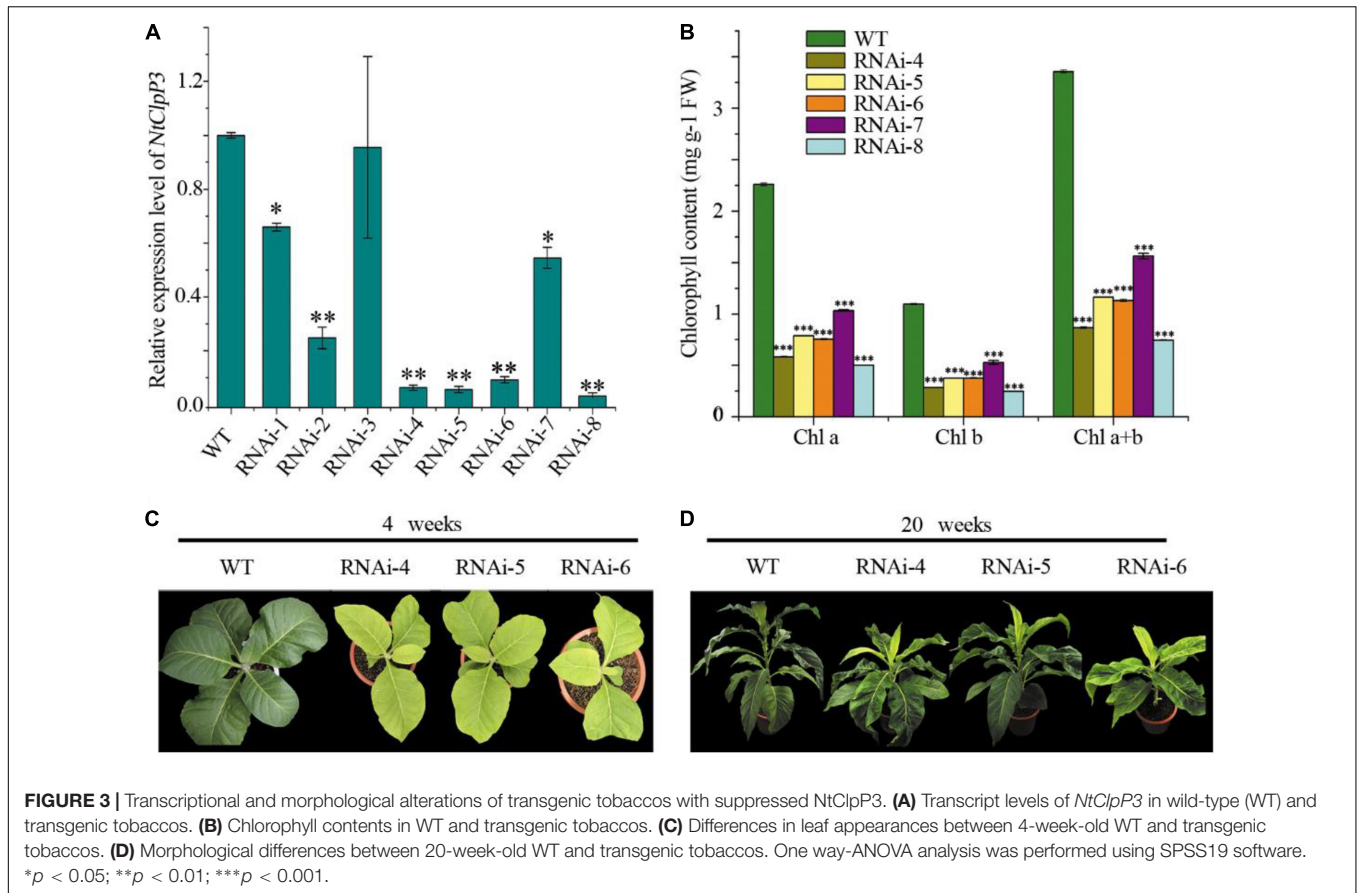 A
Relative expression level of NtClpP3
1.2
0.8
0.4
0.0
*
**
**
**
**
*
**
WT
RNAi-1
RNAi-2
RNAi-3
RNAi-4
RNAi-5
RNAi-6
RNAi-7
RNAi-8
B
Chlorophyll content (mg g-1 FW)
3
2
1
0
WT
RNAi-4
RNAi-5
RNAi-6
RNAi-7
RNAi-8
*** *** *** *** ***
*** *** *** *** ***
*** *** *** *** ***
Chl a
Chl b
Chl a+b
C
4 weeks
WT RNAi-4 RNAi-5 RNAi-6
D
20 weeks
WT RNAi-4 RNAi-5 RNAi-6
FIGURE 3 | Transcriptional and morphological alterations of transgenic tobaccos with suppressed NtClpP3. (A) Transcript levels of NtClpP3 in wild-type (WT) and
transgenic tobaccos. (B) Chlorophyll contents in WT and transgenic tobaccos. (C) Differences in leaf appearances between 4-week-old WT and transgenic
tobaccos. (D) Morphological differences between 20-week-old WT and transgenic tobaccos. One way-ANOVA analysis was performed using SPSS19 software.
*p < 0.05; **p < 0.01; ***p < 0.001.